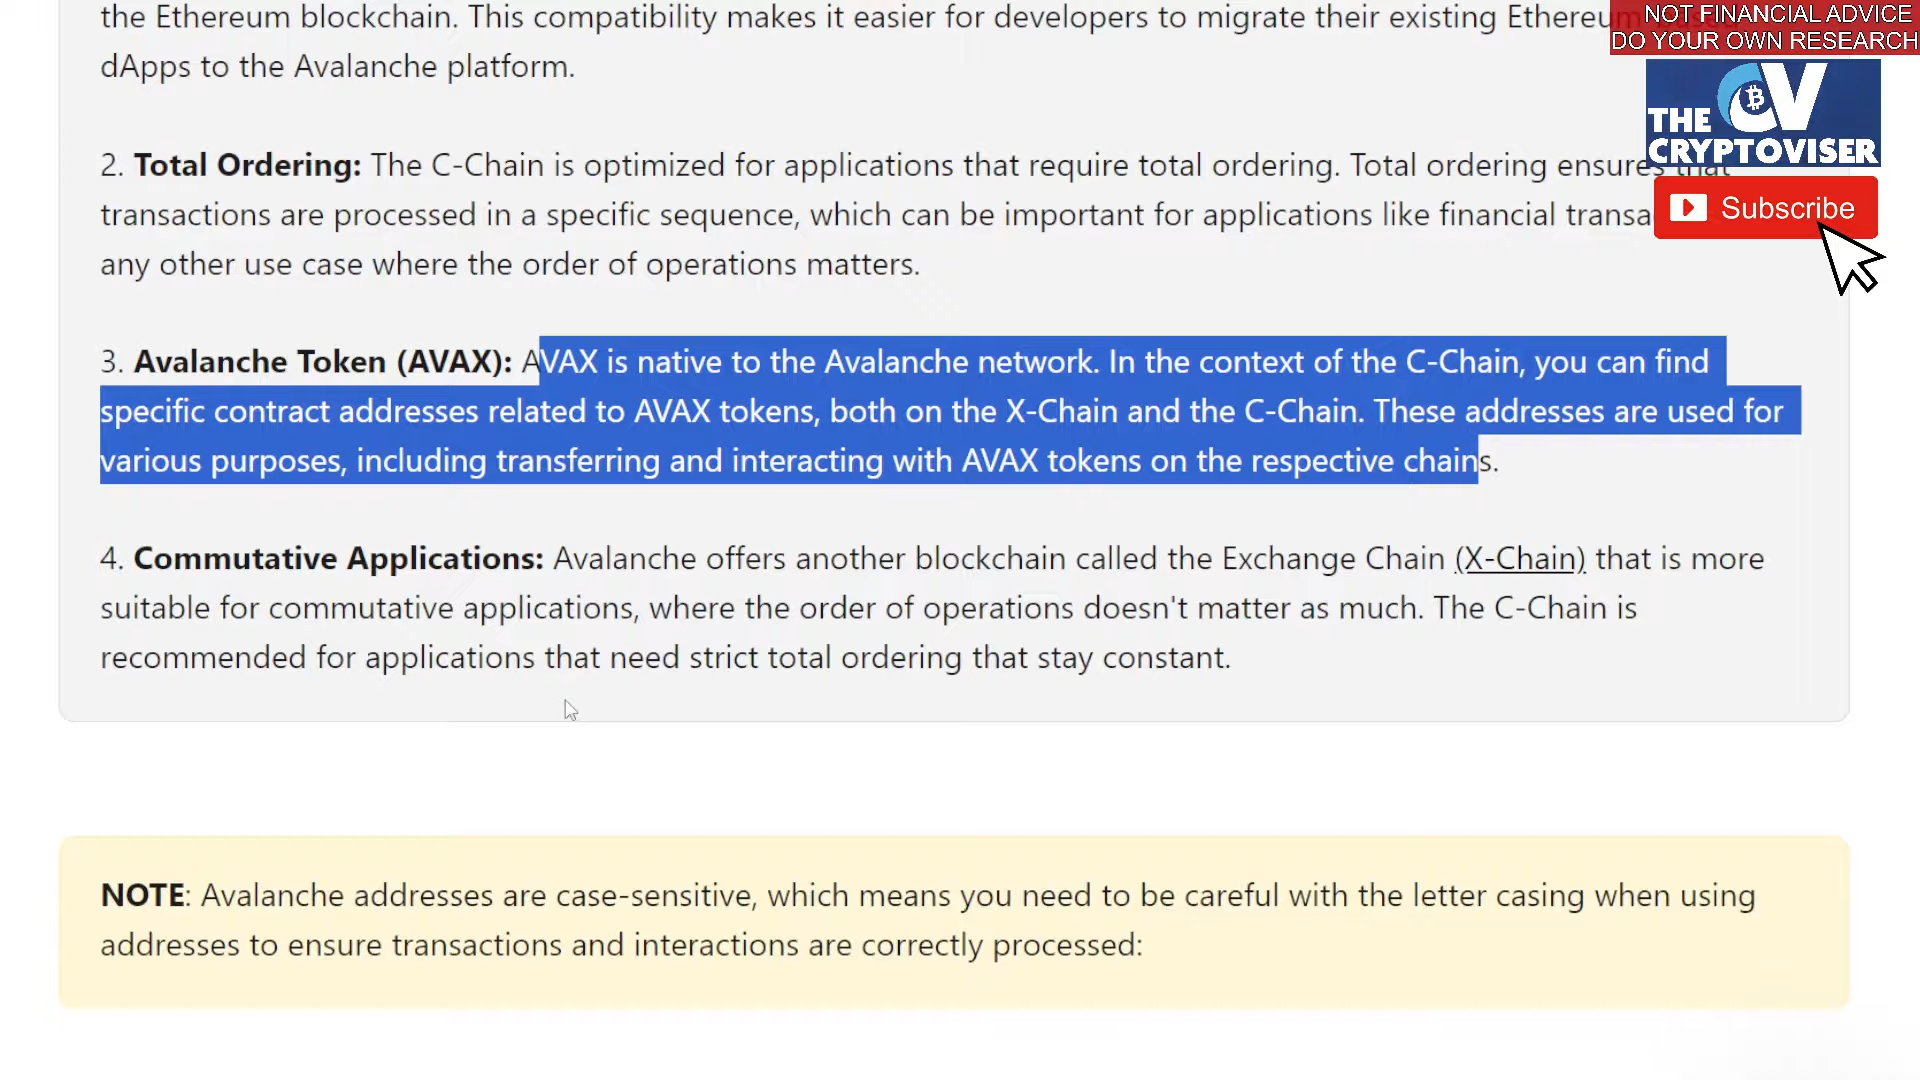 the Ethereum blockchain. This compatibility makes it easier for developers to migrate their existing Ethereum
dApps to the Avalanche platform.
NOT FINANCIAL ADVICE
DO YOUR OWN RESEARCH
THE CV
CRYPTOVISER
Subscribe
2. Total Ordering: The C-Chain is optimized for applications that require total ordering. Total ordering ensures that
transactions are processed in a specific sequence, which can be important for applications like financial
any other use case where the order of operations matters.
3. Avalanche Token (AVAX): AVAX is native to the Avalanche network. In the context of the C-Chain, you can find
specific contract addresses related to AVAX tokens, both on the X-Chain and the C-Chain. These addresses are used for
various purposes, including transferring and interacting with AVAX tokens on the respective chains.
4. Commutative Applications: Avalanche offers another blockchain called the Exchange Chain (X-Chain) that is more
suitable for commutative applications, where the order of operations doesn't matter as much. The C-Chain is
recommended for applications that need strict total ordering that stay constant.
NOTE: Avalanche addresses are case-sensitive, which means you need to be careful with the letter casing when using
addresses to ensure transactions and interactions are correctly processed: